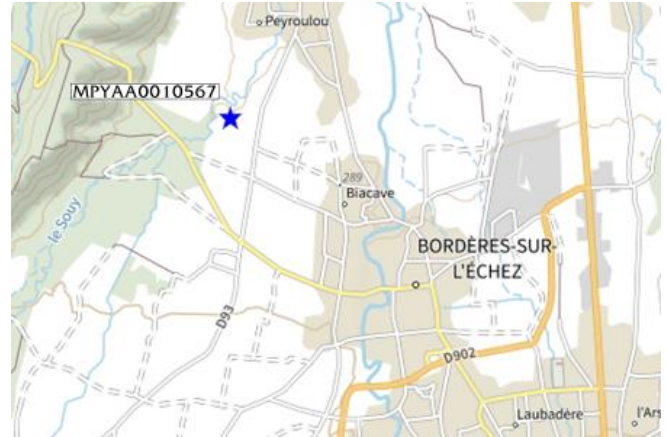 Peyroulou
MPYAA0010567
289
Biacave
le Souy
BORDÈRES-SUR-
L'ÉCHEZ
D93
D902
Laubadère
l'Ars